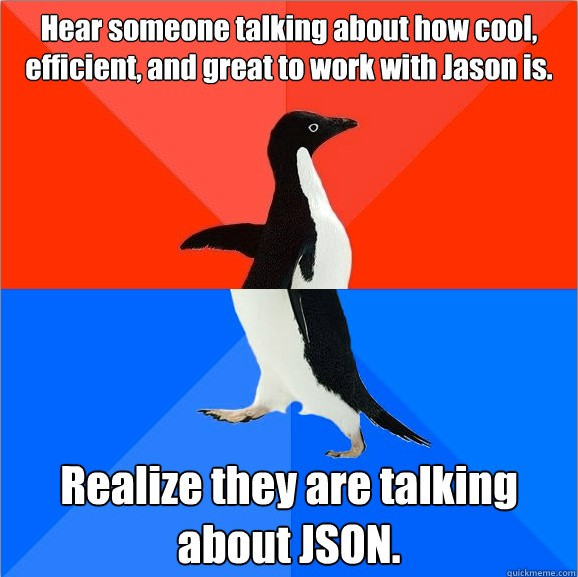 Hear someone talking about how cool,
efficient, and great to work with Jason is.
Realize they are talking
about JSON.
quickmeme.com